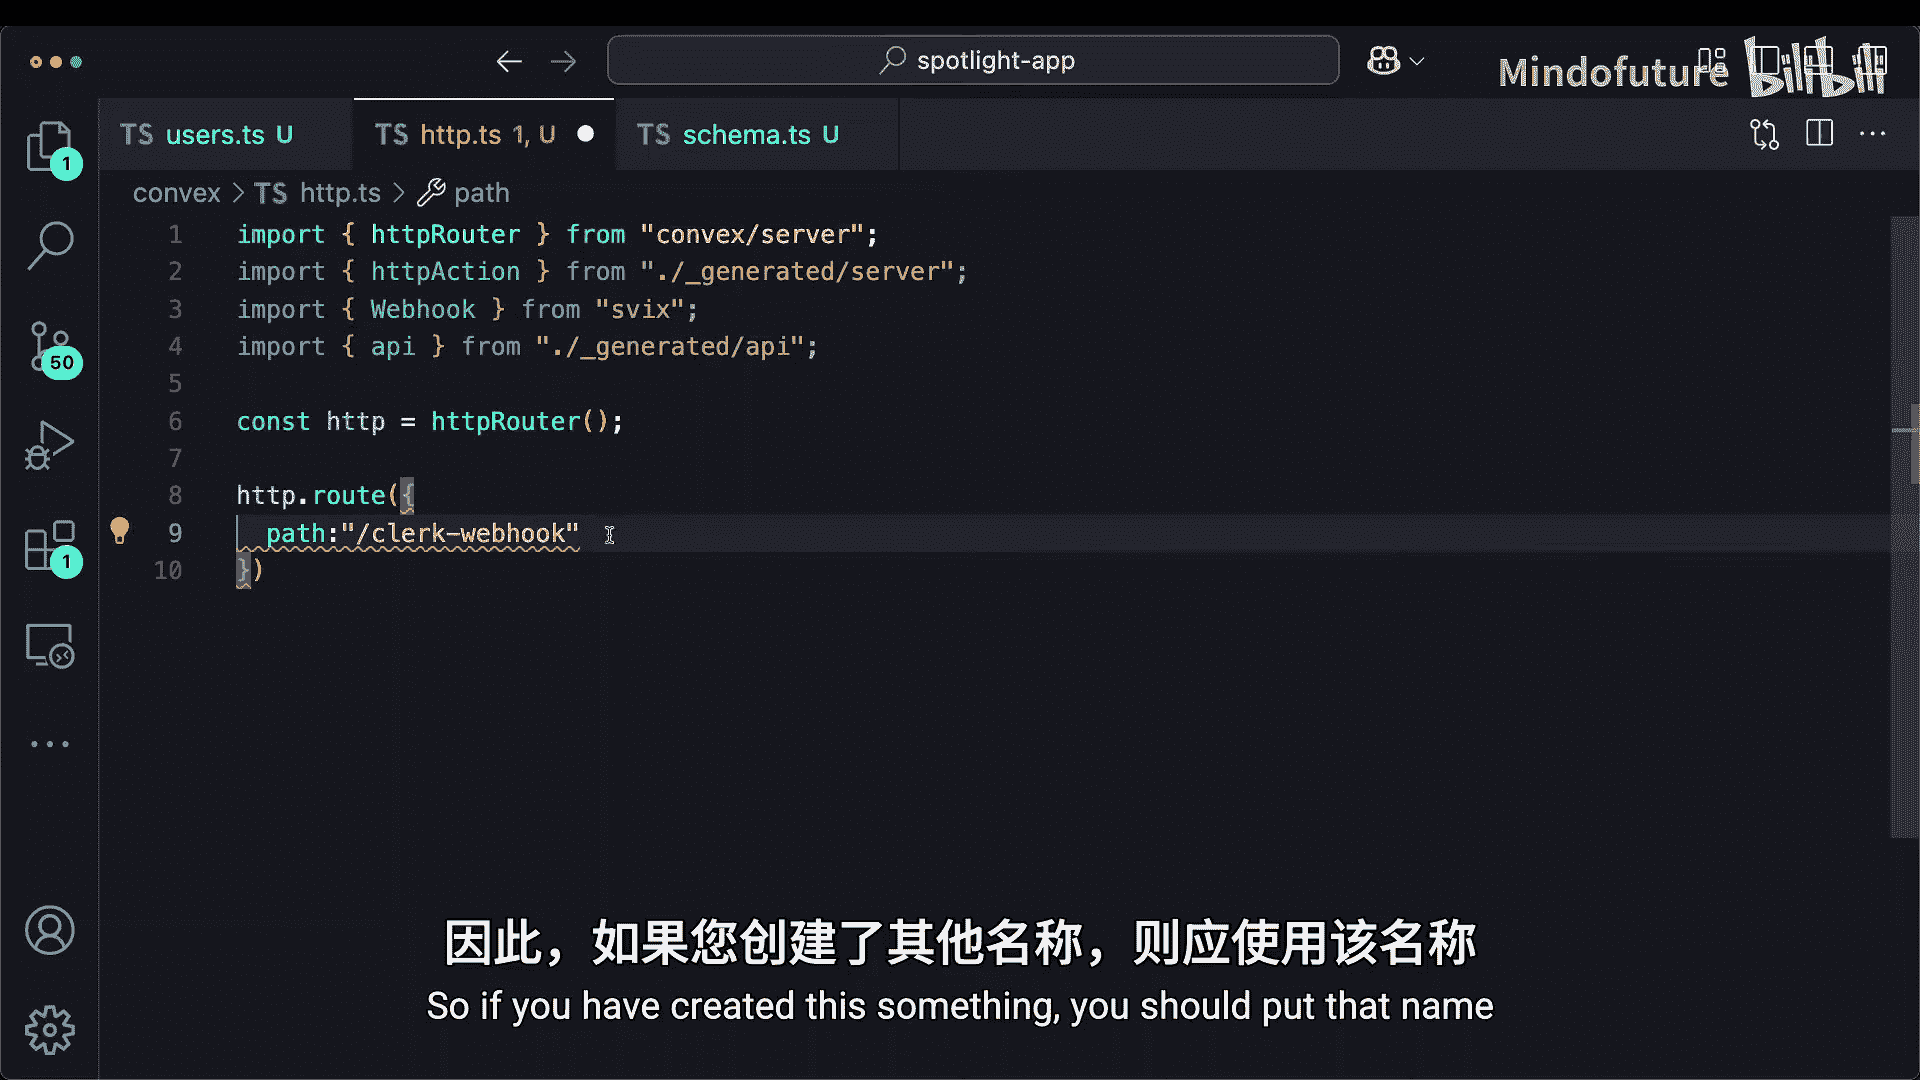 spotlight-app
Mindofuture bilibili
TS users.ts U
TS http.ts 1, U
TS schema.ts U
convex > TS http.ts > path
1 import { httpRouter } from "convex/server";
2 import { httpAction } from "./_generated/server";
3 import { Webhook } from "svix";
4 import { api } from "./_generated/api";
5
6 const http = httpRouter();
7
8 http.route({
9 path:"/clerk-webhook"
10 })
1
50
1
因此，如果您创建了其他名称，则应使用该名称
So if you have created this something, you should put that name